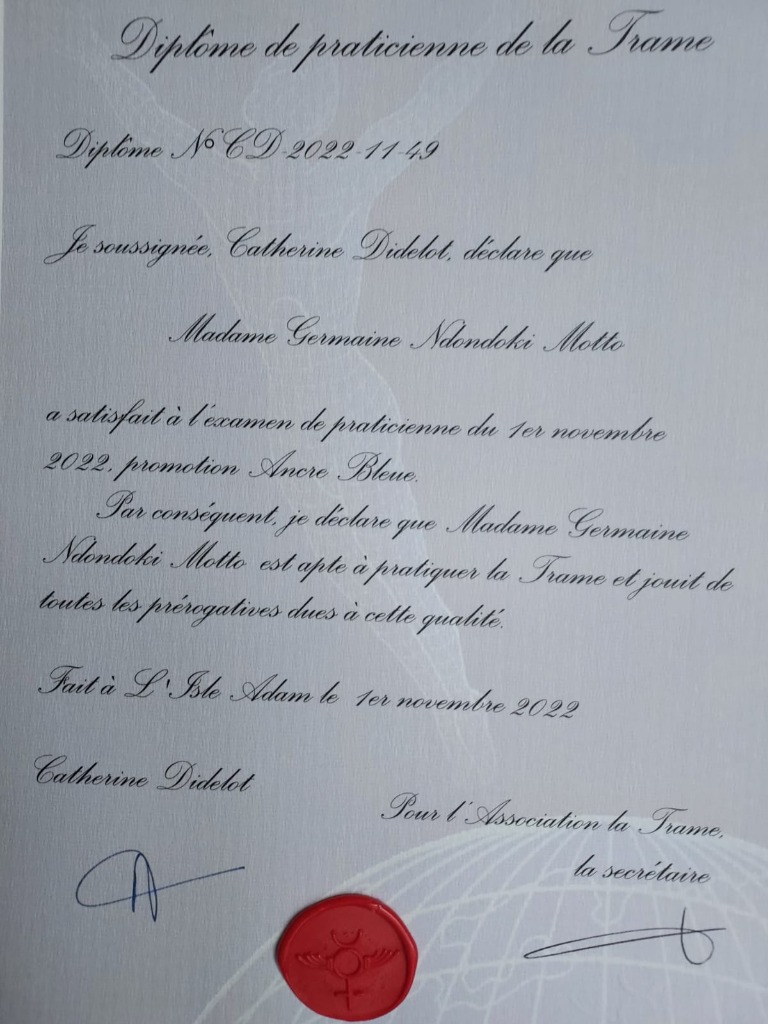 Diplôme de praticienne de la Trame
Diplôme N° CD-2022-11-49
Je soussignée, Catherine Didelot, déclare que
Madame Germaine Ndondoki Motto
a satisfait à l'examen de praticienne du 1er novembre
2022, promotion Ancre Bleue.
Par conséquent, je déclare que Madame Germaine
Ndondoki Motto est apte à pratiquer la Trame et jouit de
toutes les prérogatives dues à cette qualité.
Fait à L'Isle Adam le 1er novembre 2022
Catherine Didelot
Pour l'Association la Trame,
la secrétaire